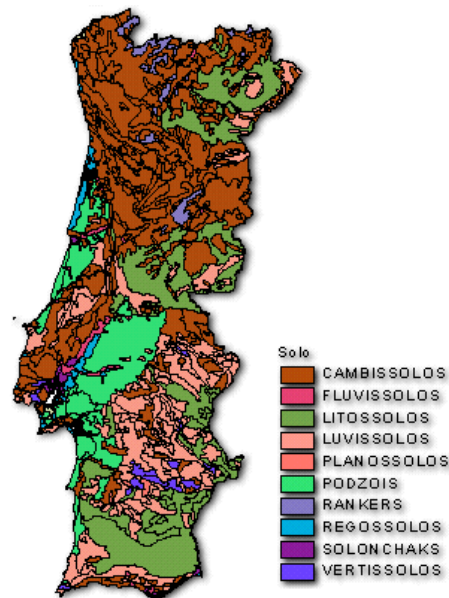 Solo
CAMBISSOLOS
FLUVISSOLOS
LITOSSOLOS
LUVISSOLOS
PLANOSSOLOS
PODZOIS
RANKERS
REGOSSOLOS
SOLONCHAKS
VERTISSOLOS